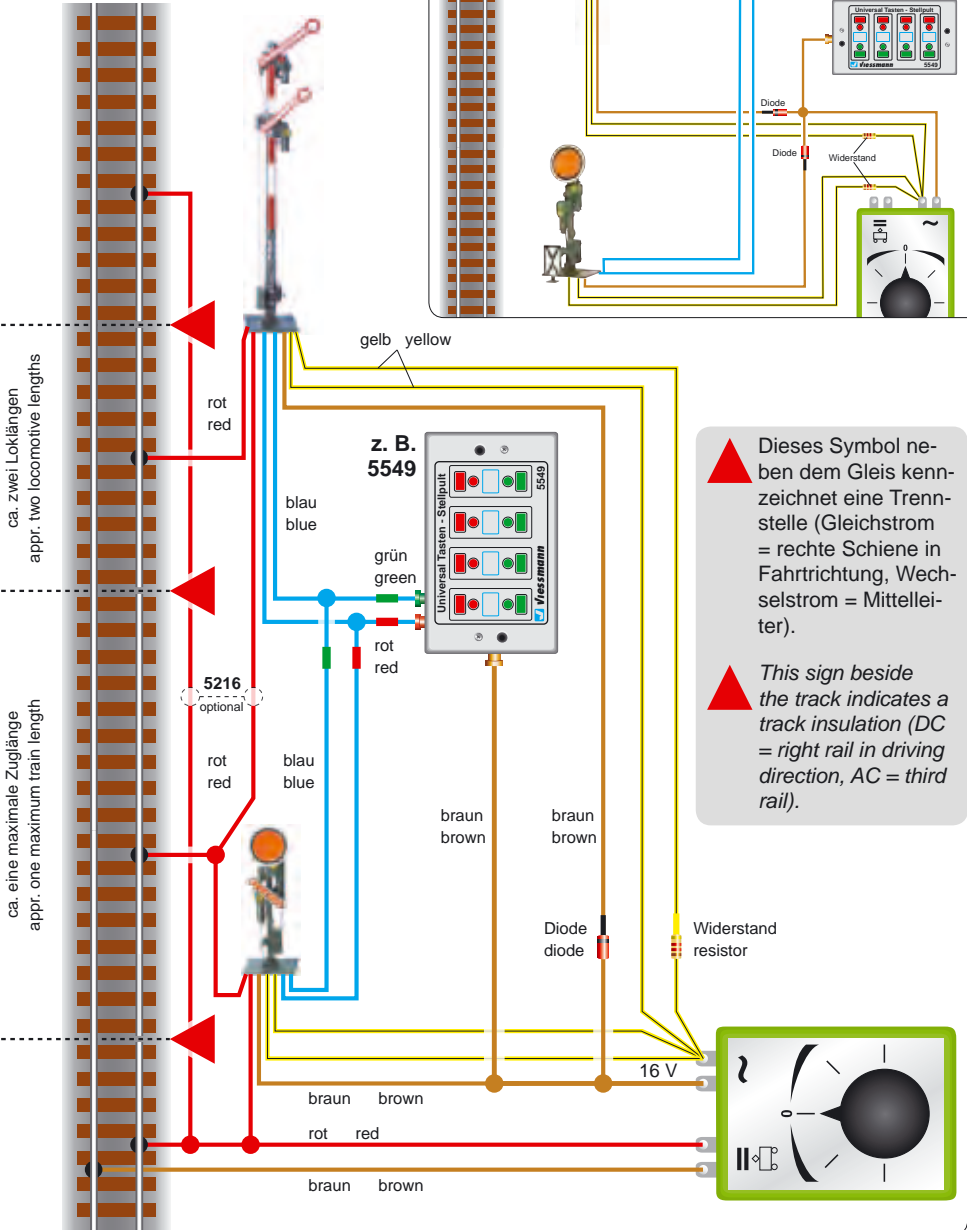 Universal Tasten - Stellpult
Viessmann 5549
Diode
Diode
Widerstand
0
~
gelb yellow
rot
red
z. B.
5549
Universal Tasten - Stellpult
5549
Viessmann
blau
blue
grün
green
rot
red
ca. zwei Loklängen
appr. two locomotive lengths
5216
optional
rot
red
blau
blue
ca. eine maximale Zuglänge
appr. one maximum train length
braun
brown
braun
brown
Diode
diode
Widerstand
resistor
16 V
~
0
braun brown
rot red
braun brown
Dieses Symbol ne-
ben dem Gleis kenn-
zeichnet eine Trenn-
stelle (Gleichstrom
= rechte Schiene in
Fahrtrichtung, Wech-
selstrom = Mittellei-
ter).
This sign beside
the track indicates a
track insulation (DC
= right rail in driving
direction, AC = third
rail).